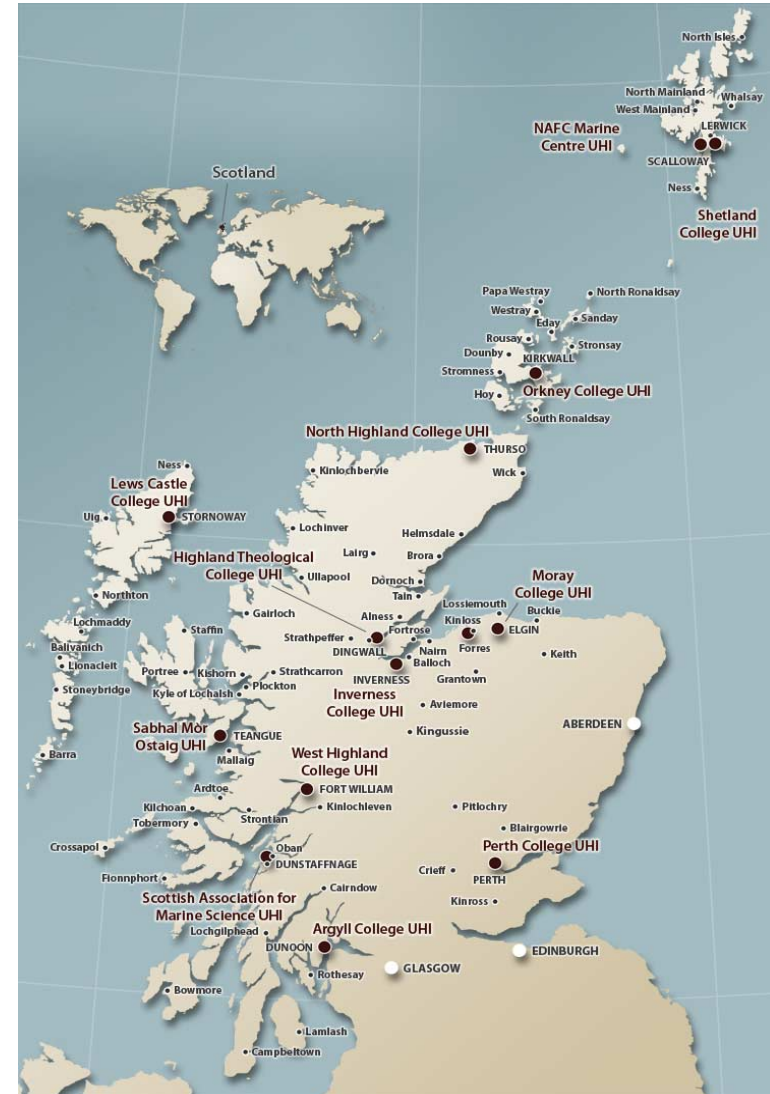 North Isles
North Mainland
Whalsay
West Mainland
LERWICK
NAFC Marine
Centre UHI
SCALLOWAY
Ness
Shetland
College UHI
Scotland
Papa Westray
North Ronaldsay
Westray
Eday
Sanday
Rousay
Stronsay
Dounby
KIRKWALL
Stromness
Orkney College UHI
Hoy
South Ronaldsay
North Highland College UHI
THURSO
Kinlochbervie
Wick
Ness
Lews Castle
College UHI
Uig
STORNOWAY
Lochinver
Helmsdale
Highland Theological
College UHI
Lairg
Brora
Ullapool
Dòrnoch
Moray
College UHI
Northton
Tain
Lossiemouth
Buckie
Gairloch
Alness
Kinloss
Lochmaddy
Staffin
Fortrose
ELGIN
Strathpeffer
Forres
Balivanich
DINGWALL
Nairn
Keith
Lionacleit
Balloch
Portree
Kishorn
Strathcarron
INVERNESS
Grantown
Stoneybridge
Kyle of Lochalsh
Plockton
Inverness
College UHI
Aviemore
Sabhal Mòr
Ostaig UHI
TEANGUE
Kingussie
ABERDEEN
Barra
Mallaig
West Highland
College UHI
Ardtoe
FORT WILLIAM
Kilchoan
Kinlochleven
Pitlochry
Strontian
Tobermory
Blairgowrie
Crossapol
Perth College UHI
Oban
DUNSTAFFNAGE
Crieff
PERTH
Fionnphort
Scottish Association for
Marine Science UHI
Cairndow
Kinross
Lochgilphead
Argyll College UHI
DUNOON
EDINBURGH
GLASGOW
Rothesay
Bowmore
Lamlash
Campbeltown